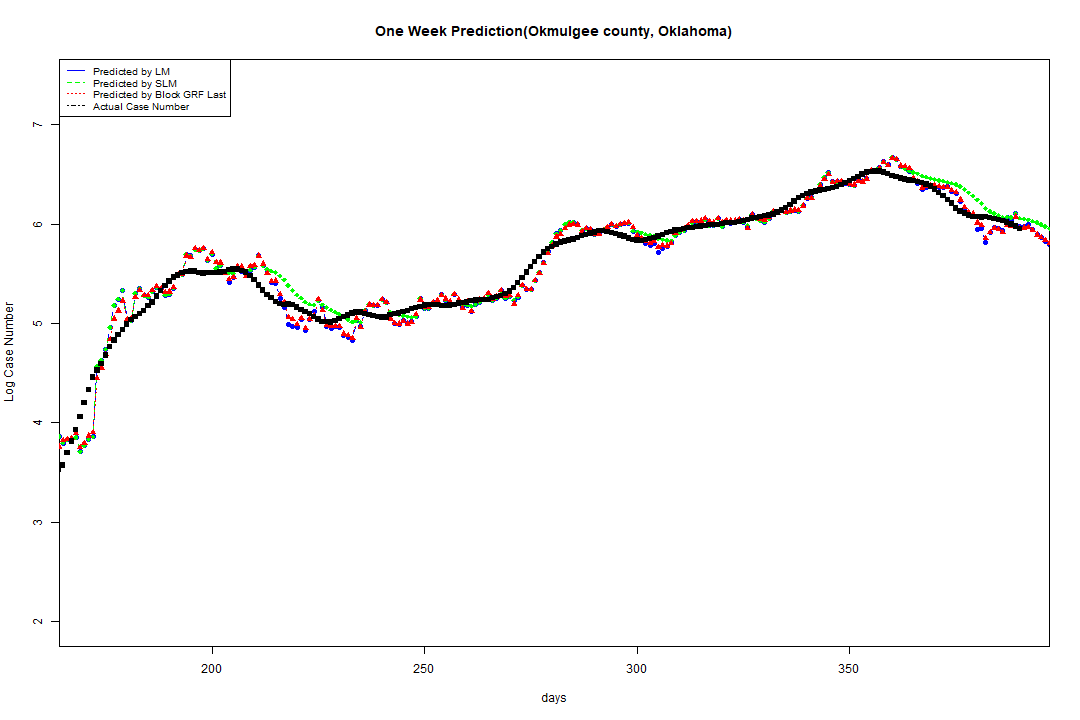 One Week Prediction(Okmulgee county, Oklahoma)
Predicted by LM
Predicted by SLM
Predicted by Block GRF Last
Actual Case Number
7
6
5
4
3
2
Log Case Number
200 250 300 350
days